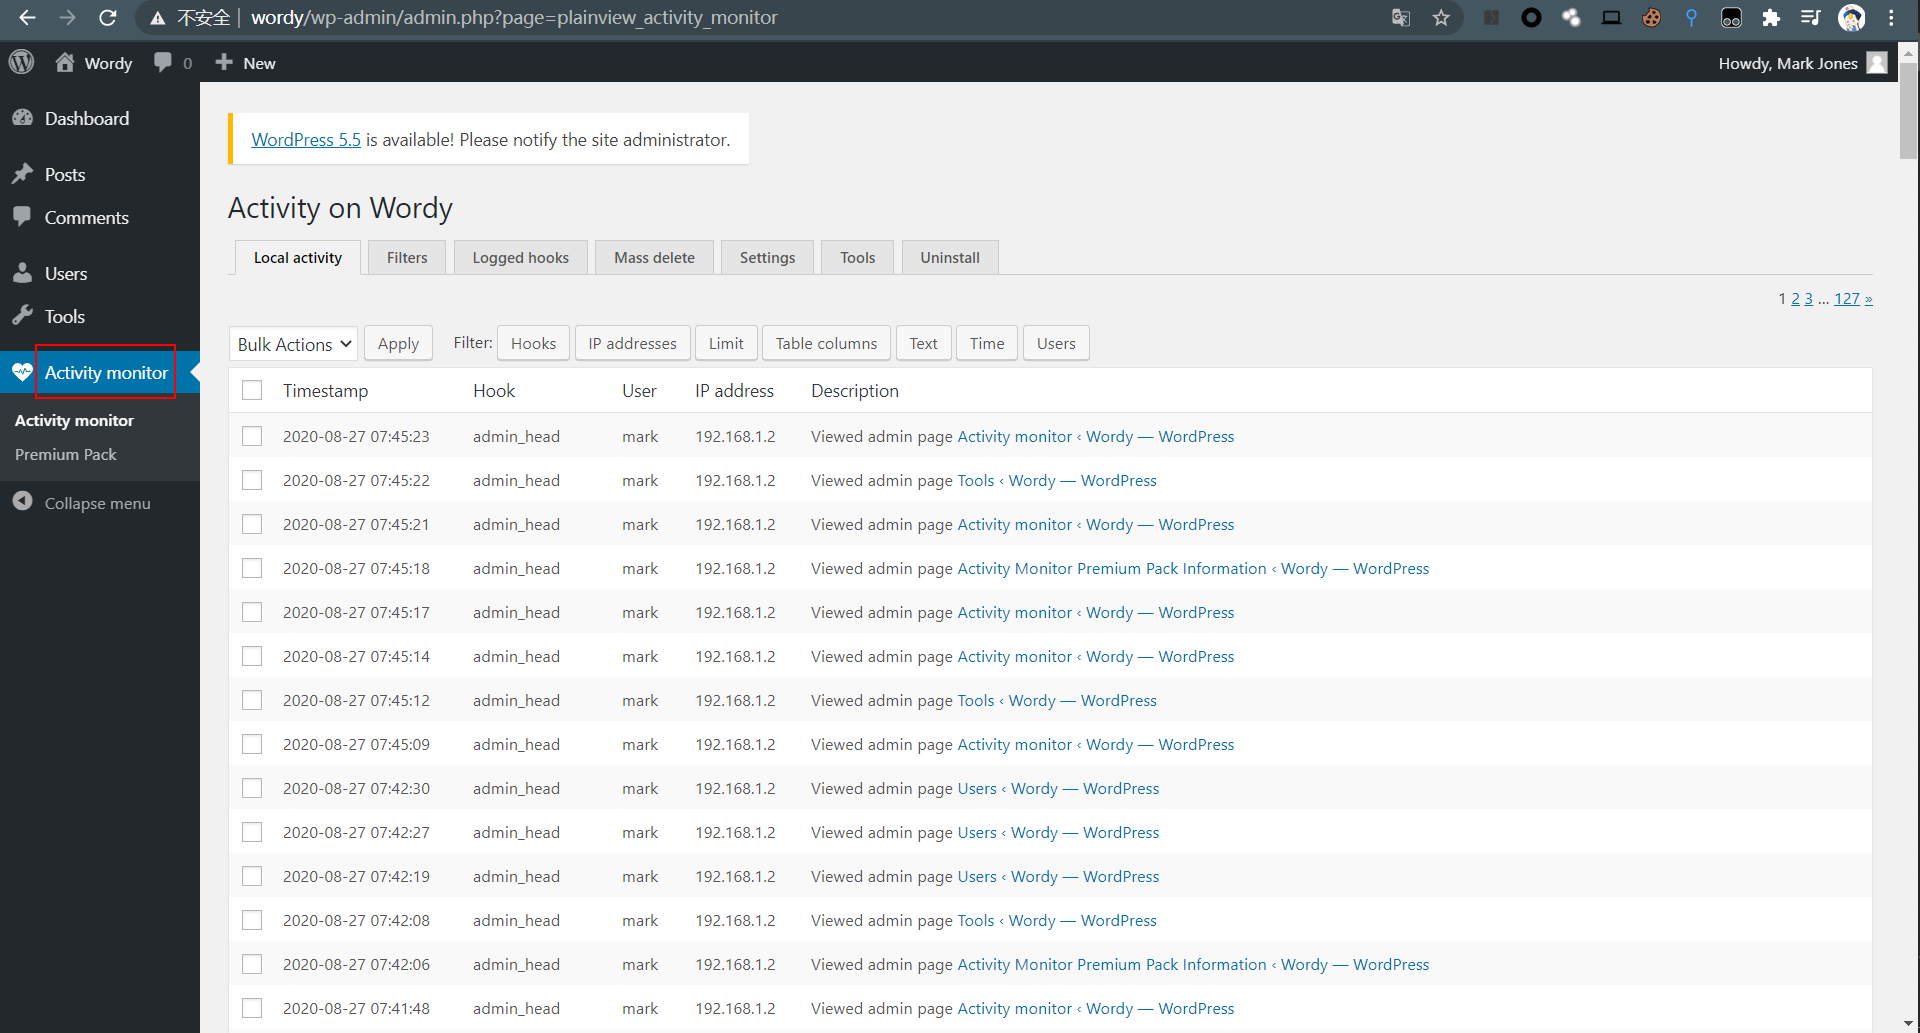 不安全 wordy/wp-admin/admin.php?page=plainview_activity_monitor
Wordy 0 New Howdy, Mark Jones
Dashboard
Posts
Comments
Users
Tools
Activity monitor
Activity monitor
Premium Pack
Collapse menu
WordPress 5.5 is available! Please notify the site administrator.
Activity on Wordy
Local activity Filters Logged hooks Mass delete Settings Tools Uninstall
1 2 3 ... 127 »
Bulk Actions Apply Filter: Hooks IP addresses Limit Table columns Text Time Users
Timestamp Hook User IP address Description
2020-08-27 07:45:23 admin_head mark 192.168.1.2 Viewed admin page Activity monitor ‹ Wordy — WordPress
2020-08-27 07:45:22 admin_head mark 192.168.1.2 Viewed admin page Tools ‹ Wordy — WordPress
2020-08-27 07:45:21 admin_head mark 192.168.1.2 Viewed admin page Activity monitor ‹ Wordy — WordPress
2020-08-27 07:45:18 admin_head mark 192.168.1.2 Viewed admin page Activity Monitor Premium Pack Information ‹ Wordy — WordPress
2020-08-27 07:45:17 admin_head mark 192.168.1.2 Viewed admin page Activity monitor ‹ Wordy — WordPress
2020-08-27 07:45:14 admin_head mark 192.168.1.2 Viewed admin page Activity monitor ‹ Wordy — WordPress
2020-08-27 07:45:12 admin_head mark 192.168.1.2 Viewed admin page Tools ‹ Wordy — WordPress
2020-08-27 07:45:09 admin_head mark 192.168.1.2 Viewed admin page Activity monitor ‹ Wordy — WordPress
2020-08-27 07:42:30 admin_head mark 192.168.1.2 Viewed admin page Users ‹ Wordy — WordPress
2020-08-27 07:42:27 admin_head mark 192.168.1.2 Viewed admin page Users ‹ Wordy — WordPress
2020-08-27 07:42:19 admin_head mark 192.168.1.2 Viewed admin page Users ‹ Wordy — WordPress
2020-08-27 07:42:08 admin_head mark 192.168.1.2 Viewed admin page Tools ‹ Wordy — WordPress
2020-08-27 07:42:06 admin_head mark 192.168.1.2 Viewed admin page Activity Monitor Premium Pack Information ‹ Wordy — WordPress
2020-08-27 07:41:48 admin_head mark 192.168.1.2 Viewed admin page Activity monitor ‹ Wordy — WordPress